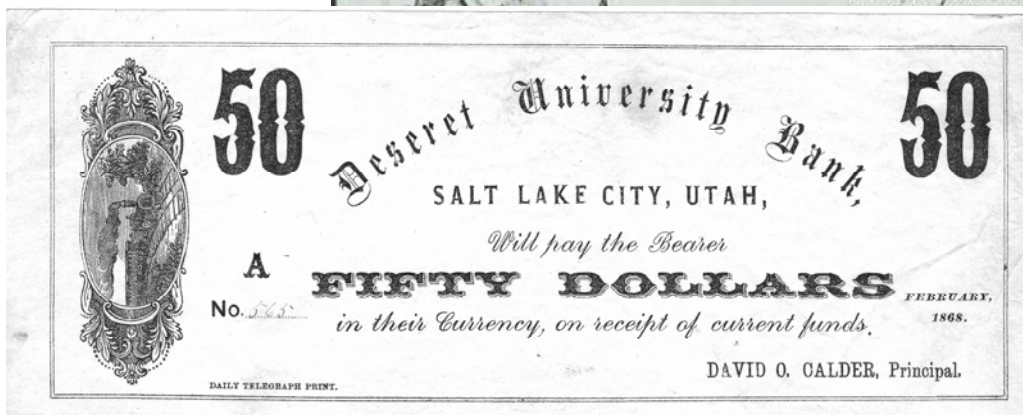 50 50
Deseret University Bank,
SALT LAKE CITY, UTAH,
Will pay the Bearer
A
FIFTY DOLLARS
FEBRUARY,
1868.
No. 565
in their Currency, on receipt of current funds.
DAVID O. CALDER, Principal.
DAILY TELEGRAPH PRINT.